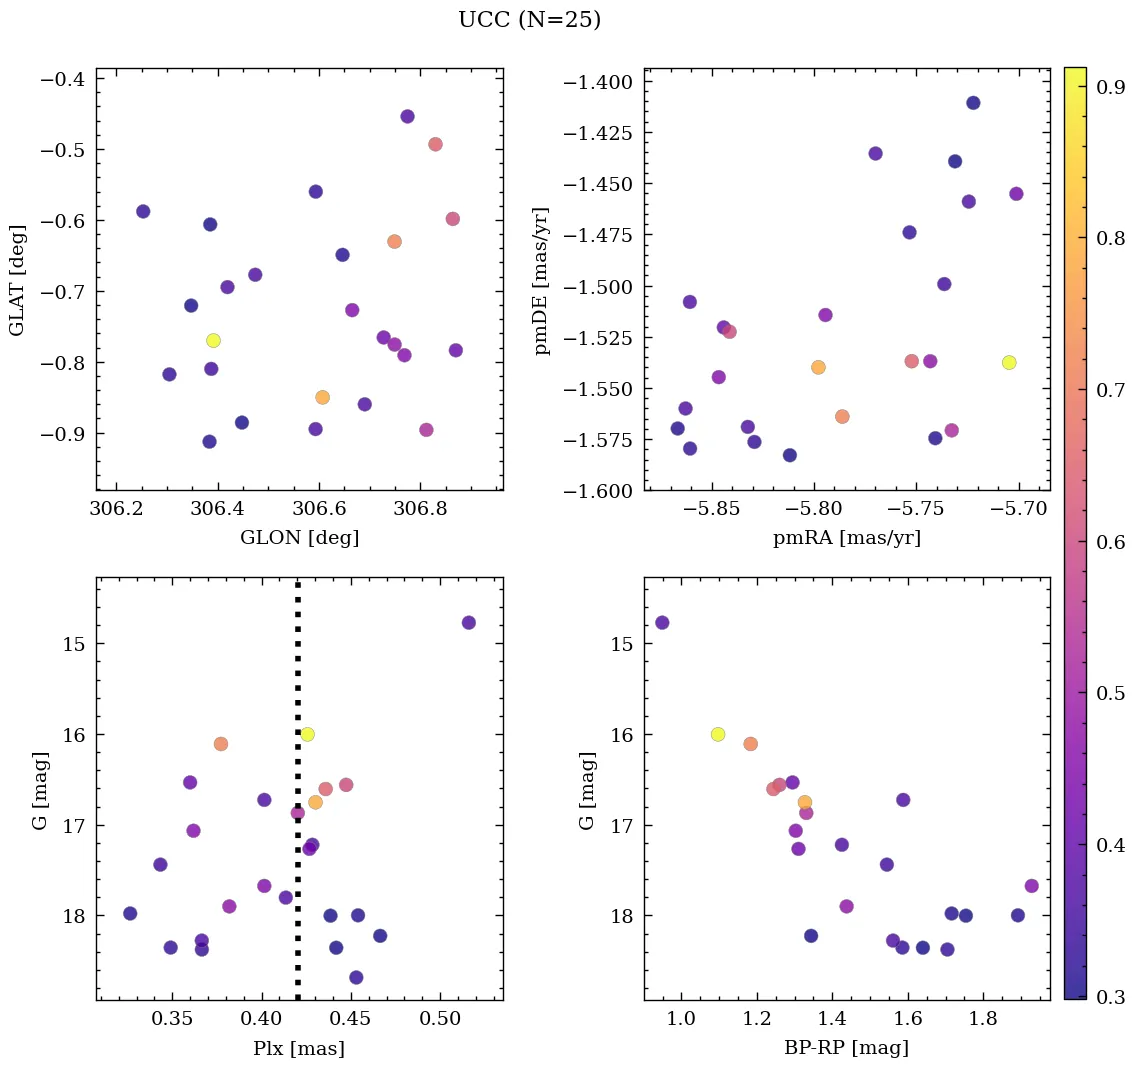 UCC (N=25)
−0.4
−0.5
−0.6
−0.7
−0.8
−0.9
GLAT [deg]
306.2 306.4 306.6 306.8
GLON [deg]
−1.400
−1.425
−1.450
−1.475
−1.500
−1.525
−1.550
−1.575
−1.600
pmDE [mas/yr]
−5.85 −5.80 −5.75 −5.70
pmRA [mas/yr]
0.9
0.8
0.7
0.6
0.5
0.4
0.3
15
16
17
18
G [mag]
0.35 0.40 0.45 0.50
Plx [mas]
15
16
17
18
G [mag]
1.0 1.2 1.4 1.6 1.8
BP-RP [mag]